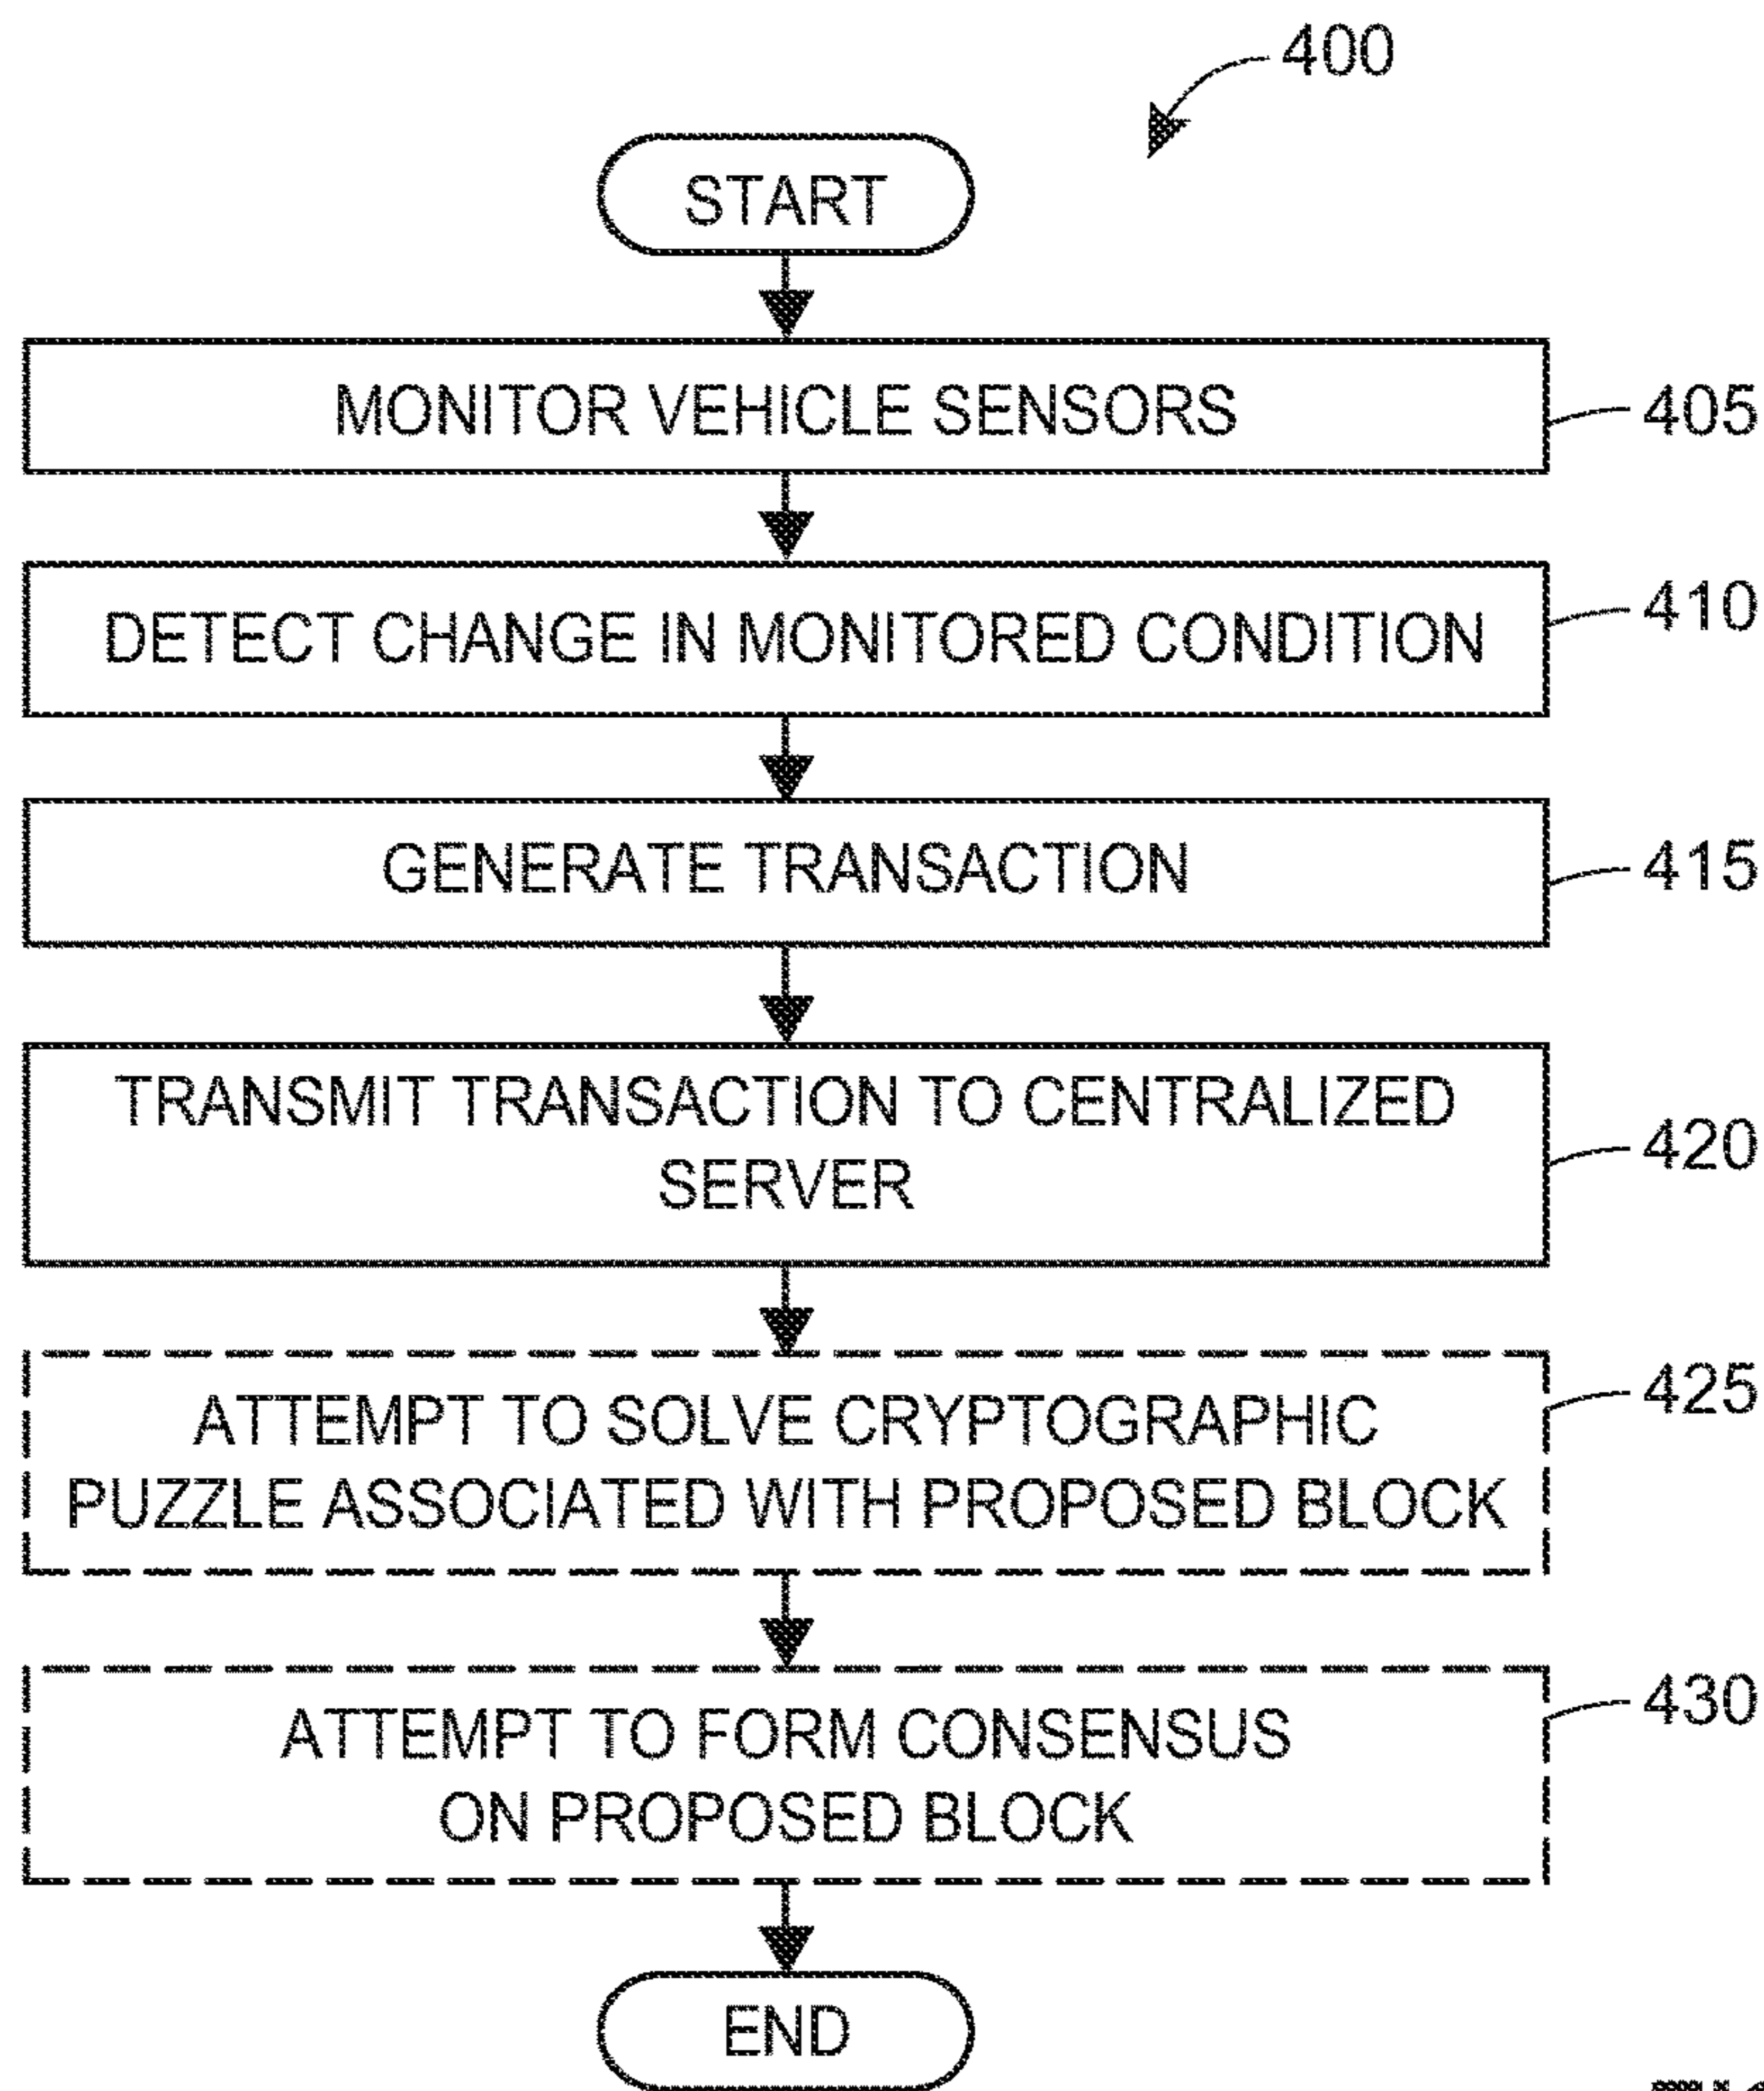 400
START
MONITOR VEHICLE SENSORS
405
DETECT CHANGE IN MONITORED CONDITION
410
GENERATE TRANSACTION
415
TRANSMIT TRANSACTION TO CENTRALIZED
SERVER
420
ATTEMPT TO SOLVE CRYPTOGRAPHIC
PUZZLE ASSOCIATED WITH PROPOSED BLOCK
425
ATTEMPT TO FORM CONSENSUS
ON PROPOSED BLOCK
430
END